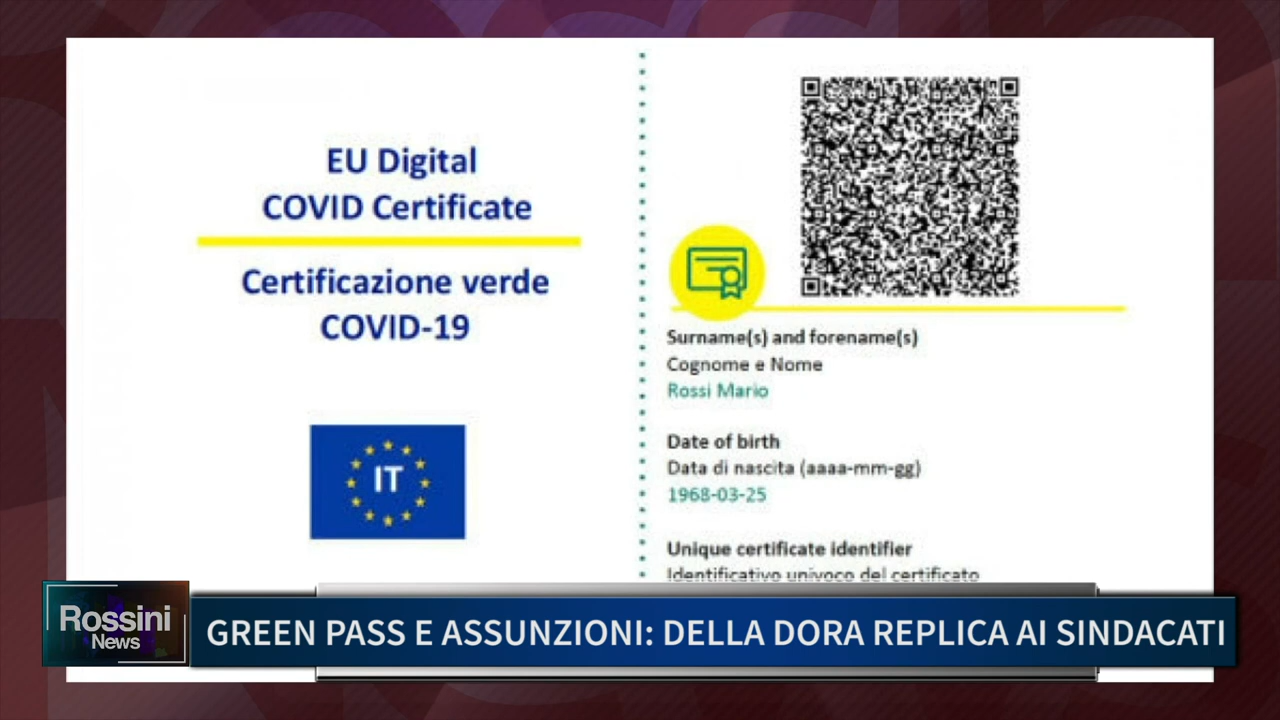 EU Digital
COVID Certificate
Certificazione verde
COVID-19
IT
Surname(s) and forename(s)
Cognome e Nome
Rossi Mario
Date of birth
Data di nascita (aaaa-mm-gg)
1968-03-25
Unique certificate identifier
Identificativo univoco del certificato
Rossini
News
GREEN PASS E ASSUNZIONI: DELLA DORA REPLICA AI SINDACATI